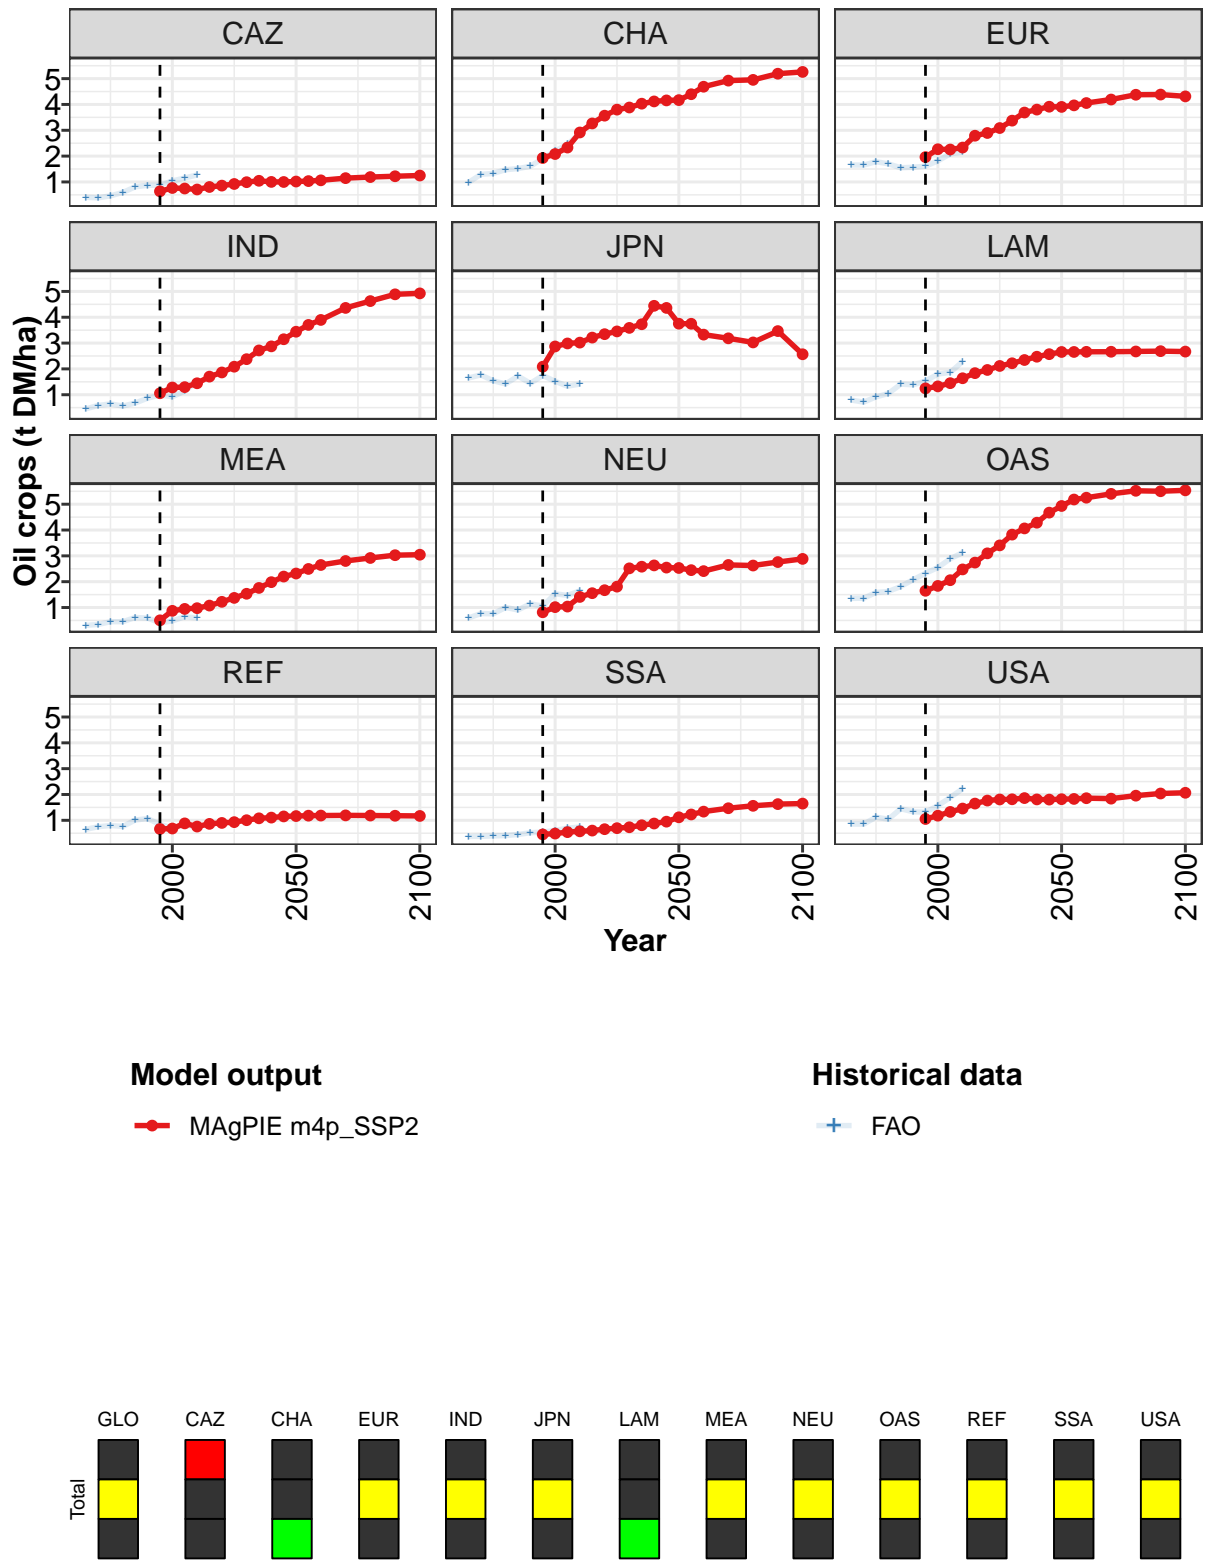 CAZ CHA EUR
5
4
3
2
1
IND JPN LAM
5
4
3
2
1
Oil crops (t DM/ha)
MEA NEU OAS
5
4
3
2
1
REF SSA USA
5
4
3
2
1
2000 2050 2100 2000 2050 2100 2000 2050 2100
Year
Model output
MAgPIE m4p_SSP2
Historical data
FAO
GLO CAZ CHA EUR IND JPN LAM MEA NEU OAS REF SSA USA
Total